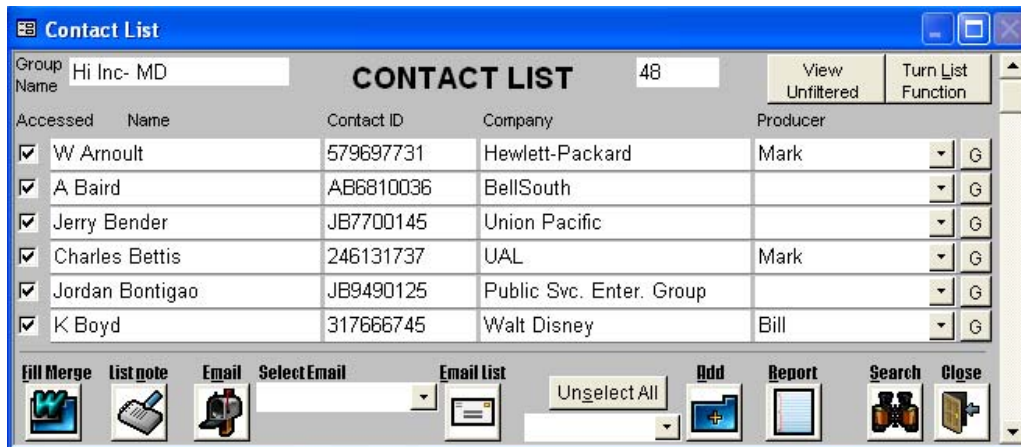 Contact List
Group Name Hi Inc- MD CONTACT LIST 48 View Unfiltered Turn List Function
Accessed Name Contact ID Company Producer
W Arnoult 579697731 Hewlett-Packard Mark G
A Baird AB6810036 BellSouth G
Jerry Bender JB7700145 Union Pacific G
Charles Bettis 246131737 UAL Mark G
Jordan Bontigao JB9490125 Public Svc. Enter. Group G
K Boyd 317666745 Walt Disney Bill G
Fill Merge List note Email Select Email Email List Unselect All Add Report Search Close